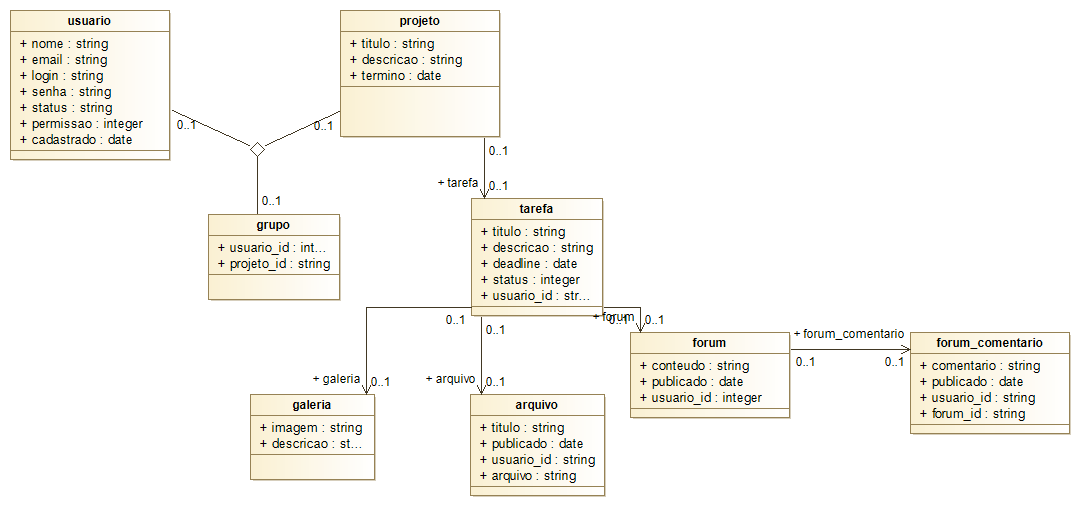 usuario
+ nome : string
+ email : string
+ login : string
+ senha : string
+ status : string
+ permissao : integer
+ cadastrado : date
projeto
+ titulo : string
+ descricao : string
+ termino : date
0..1
0..1
0..1
0..1
+ tarefa
0..1
grupo
+ usuario_id : int...
+ projeto_id : string
tarefa
+ titulo : string
+ descricao : string
+ deadline : date
+ status : integer
+ usuario_id : str...
0..1
0..1
0..1
+ forum
0..1
+ galeria
0..1
+ arquivo
0..1
galeria
+ imagem : string
+ descricao : st...
arquivo
+ titulo : string
+ publicado : date
+ usuario_id : string
+ arquivo : string
forum
+ conteudo : string
+ publicado : date
+ usuario_id : integer
+ forum_comentario
0..1
0..1
forum_comentario
+ comentario : string
+ publicado : date
+ usuario_id : string
+ forum_id : string